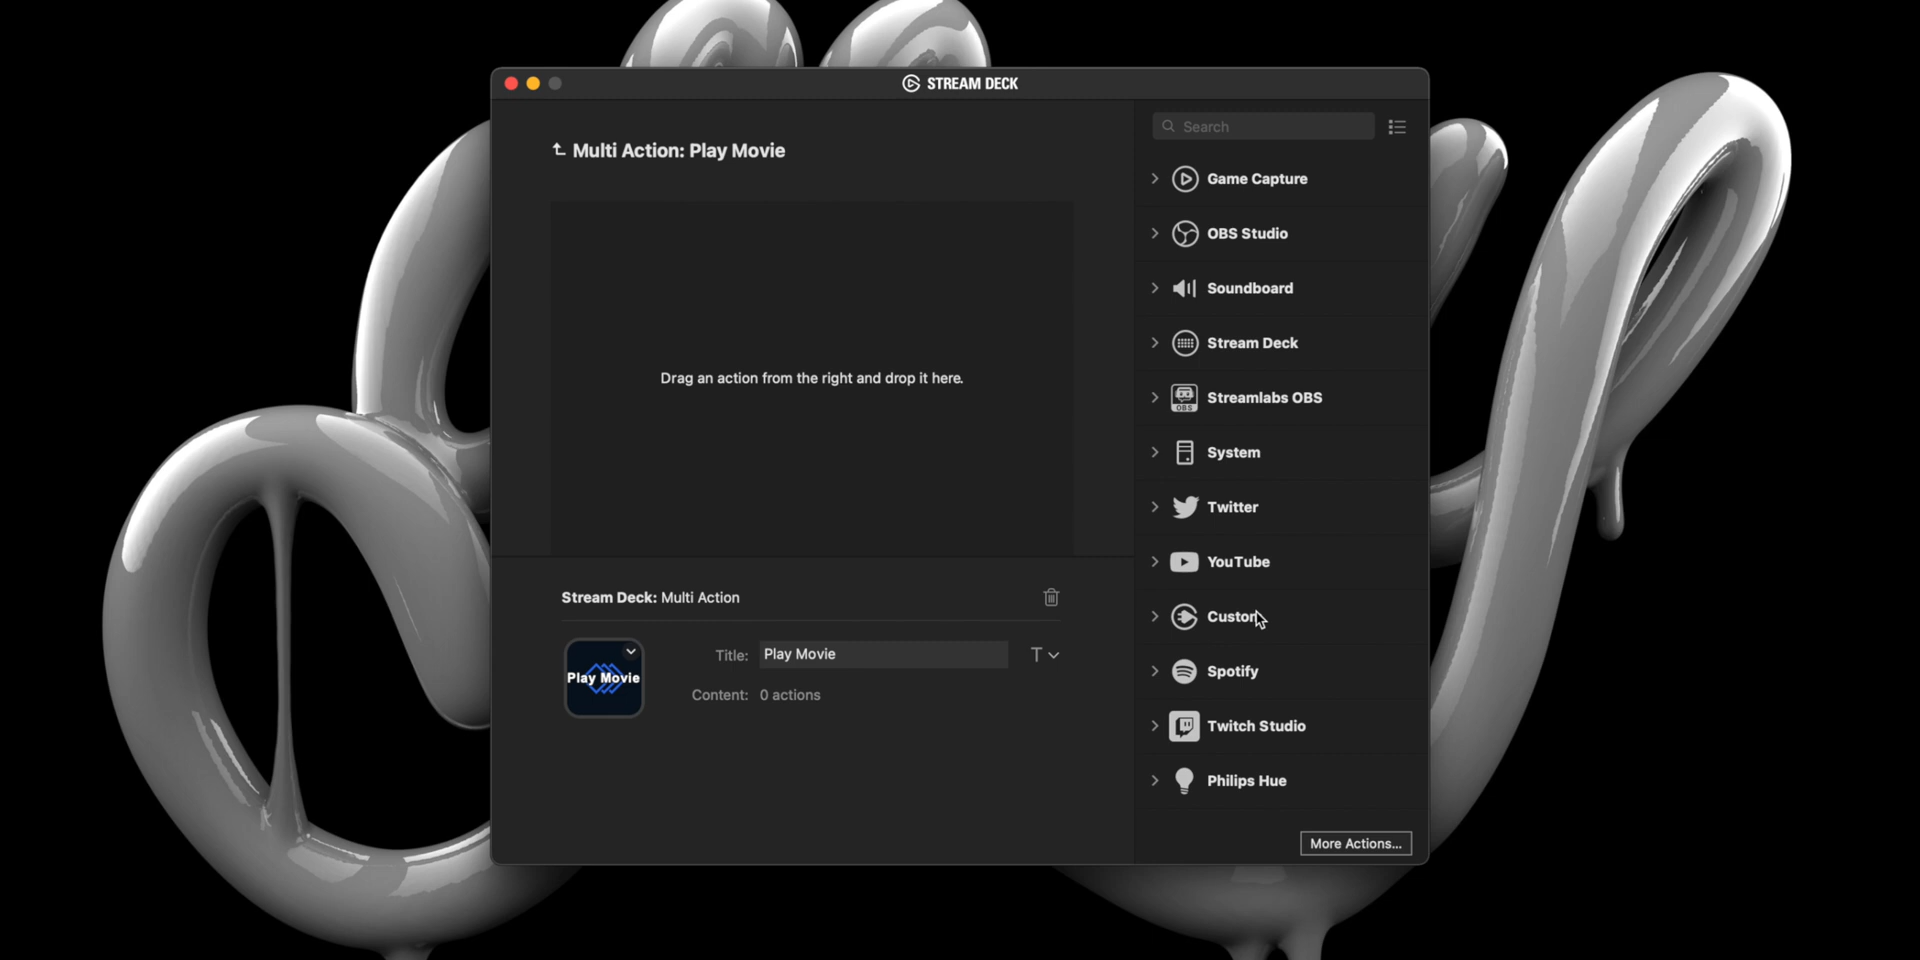 STREAM DECK
Multi Action: Play Movie
Drag an action from the right and drop it here.
Stream Deck: Multi Action
Play Movie
Title: Play Movie
T
Content: 0 actions
Search
Game Capture
OBS Studio
Soundboard
Stream Deck
OBS
Streamlabs OBS
System
Twitter
YouTube
Custom
Spotify
Twitch Studio
Philips Hue
More Actions...